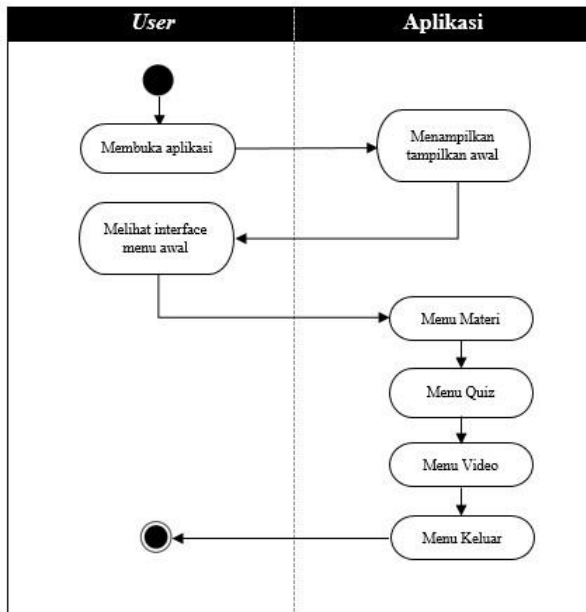 User
Aplikasi
Membuka aplikasi
Menampilkan
tampilkan awal
Melihat interface
menu awal
Menu Materi
Menu Quiz
Menu Video
Menu Keluar